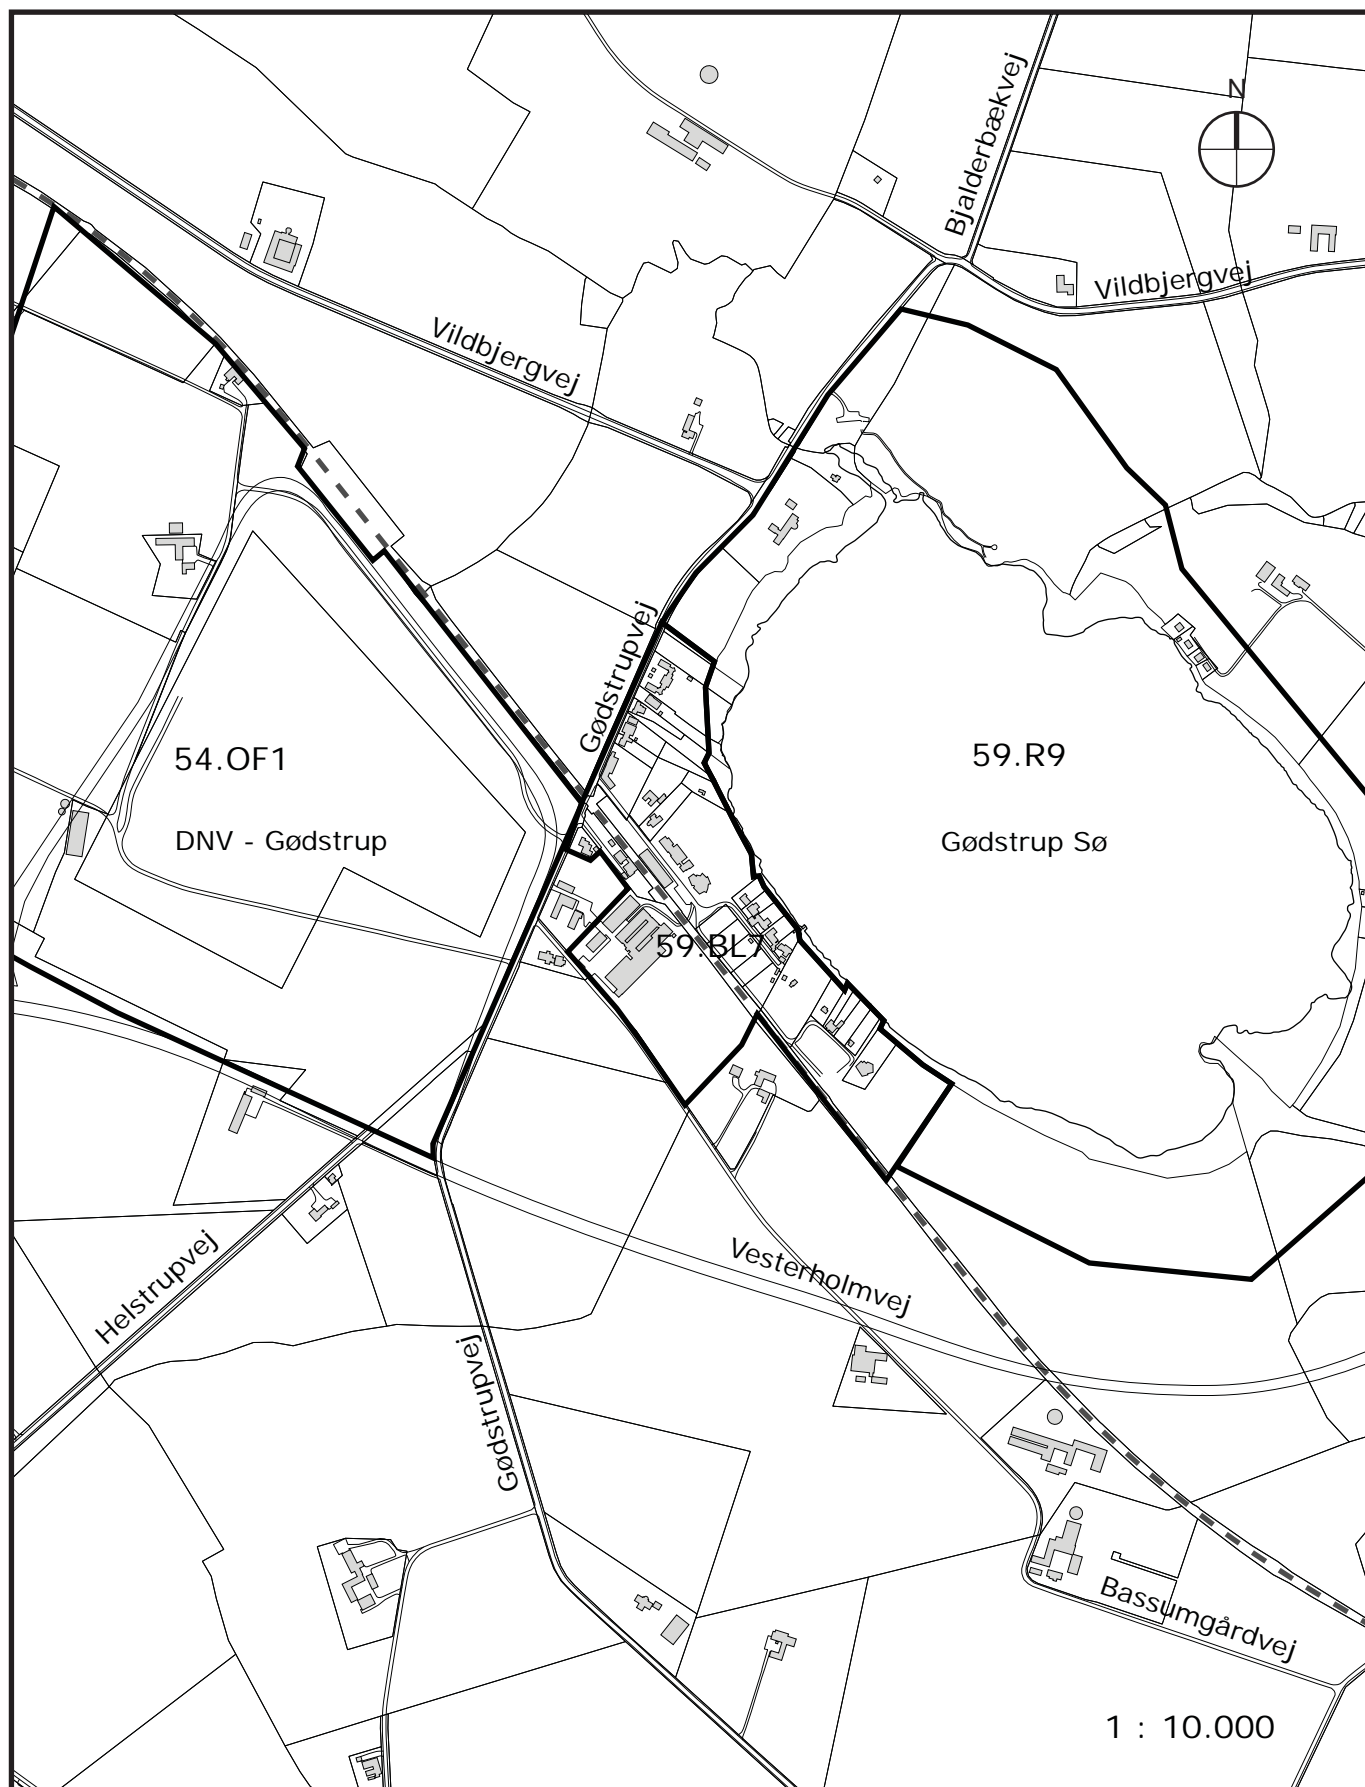 N
Bjalderbækvej
Vildbjergvej
Vildbjergvej
Gødstrupvej
54.OF1
59.R9
DNV - Gødstrup
Gødstrup Sø
59.BL7
Vesterholmvej
Helstrupvej
Gødstrupvej
Bassumgårdvej
1 : 10.000